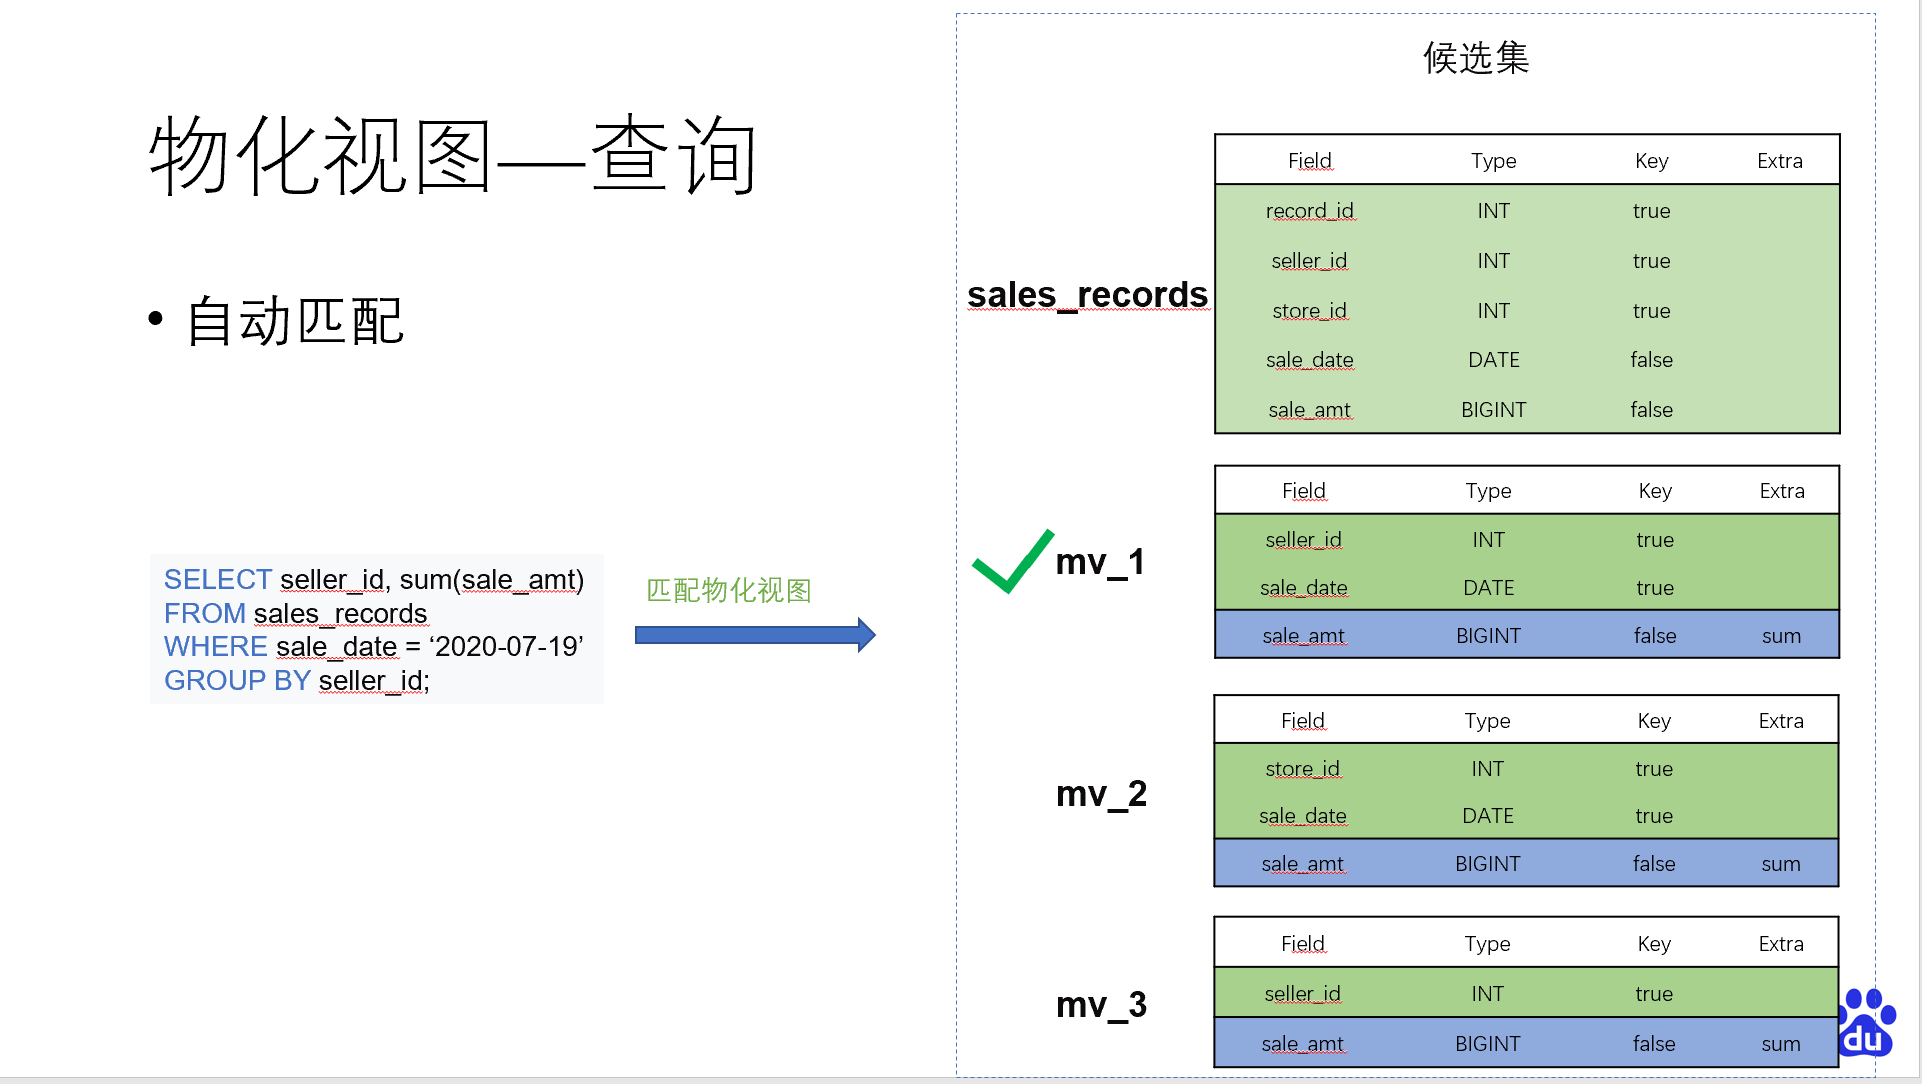 物化视图—查询
• 自动匹配
SELECT seller_id, sum(sale_amt)
FROM sales_records
WHERE sale_date = ‘2020-07-19’
GROUP BY seller_id;
匹配物化视图
候选集
sales_records
Field Type Key Extra
record_id INT true
seller_id INT true
store_id INT true
sale_date DATE false
sale_amt BIGINT false
mv_1
Field Type Key Extra
seller_id INT true
sale_date DATE true
sale_amt BIGINT false sum
mv_2
Field Type Key Extra
store_id INT true
sale_date DATE true
sale_amt BIGINT false sum
mv_3
Field Type Key Extra
seller_id INT true
sale_amt BIGINT false sum
du